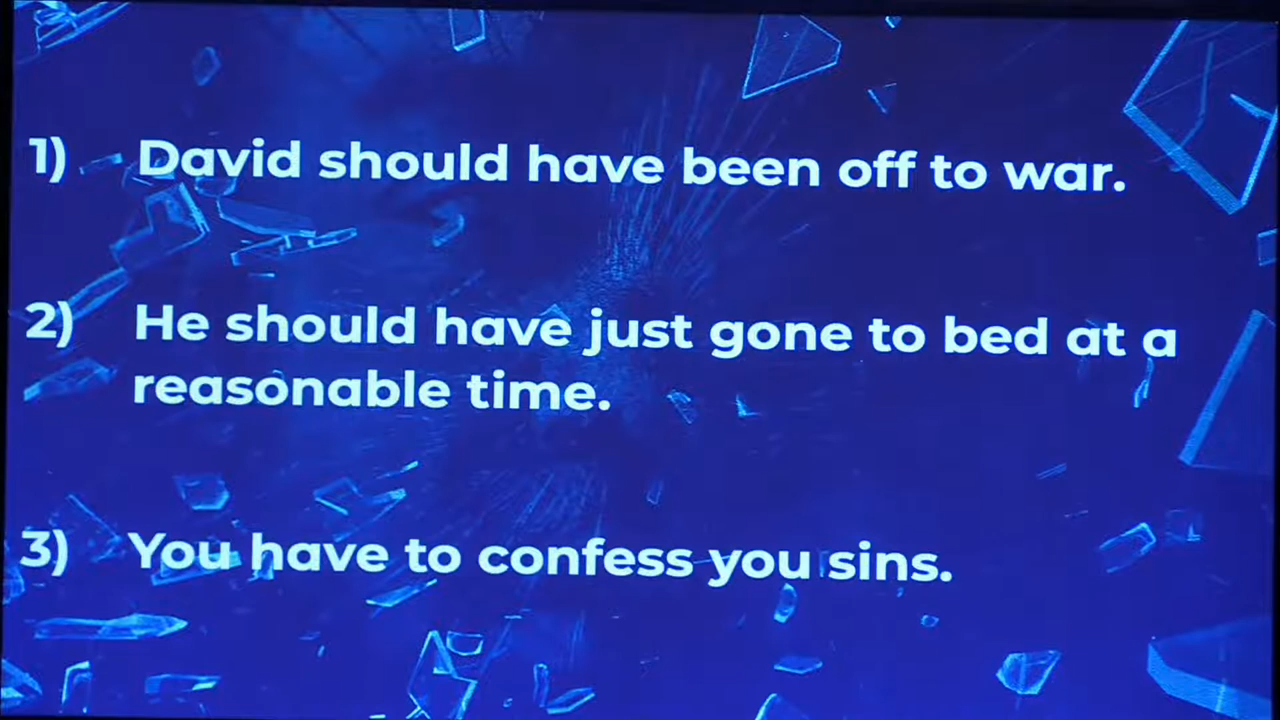 1) David should have been off to war.
2) He should have just gone to bed at a
reasonable time.
3) You have to confess you sins.